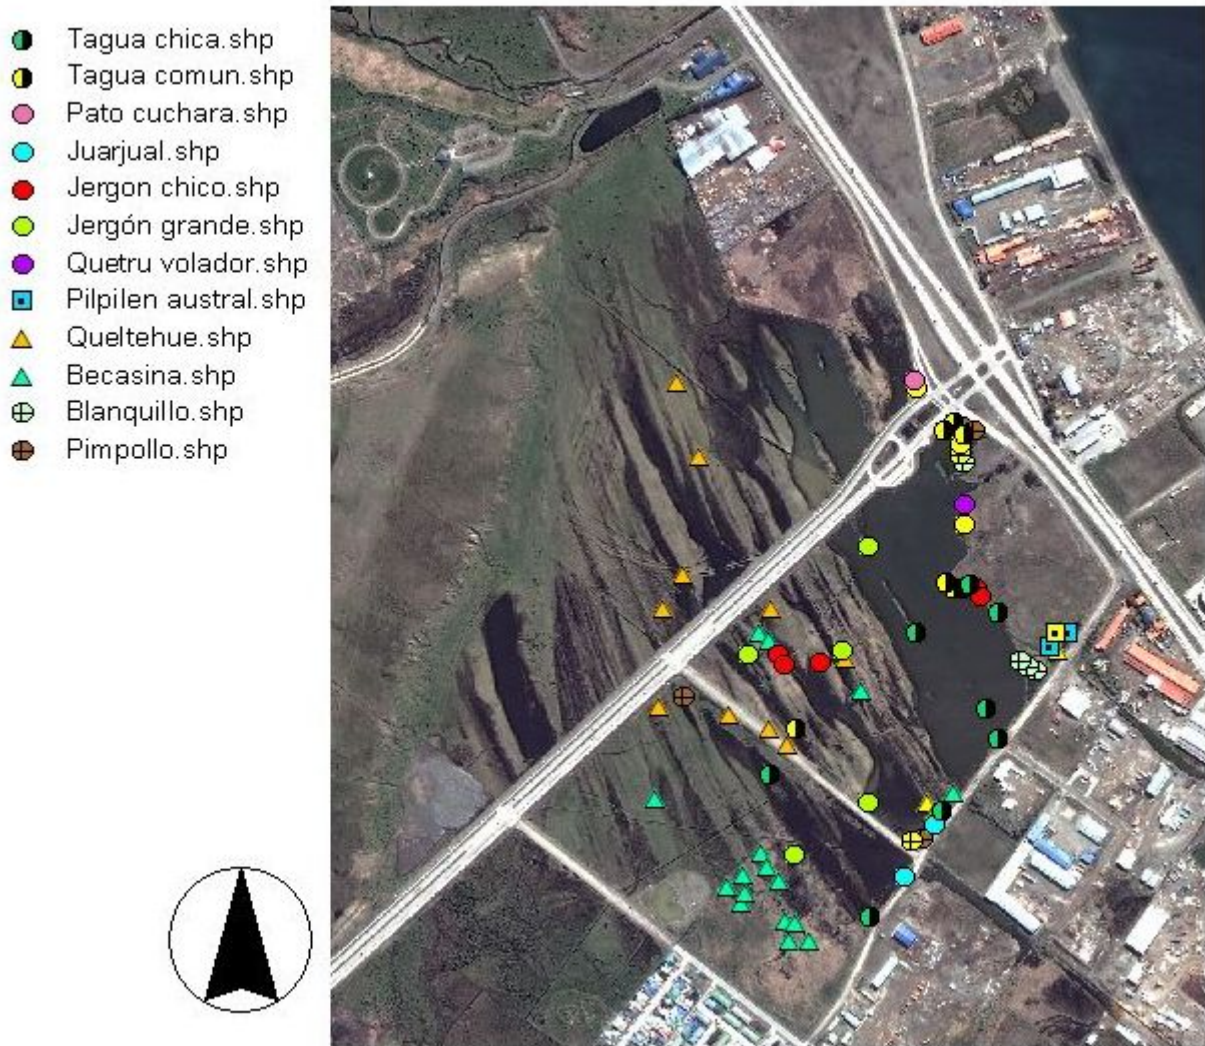 Tagua chica.shp
Tagua comun.shp
Pato cuchara.shp
Juarjual.shp
Jergon chico.shp
Jergón grande.shp
Quetru volador.shp
Pilpilen austral.shp
Queltehue.shp
Becasina.shp
Blanquillo.shp
Pimpollo.shp